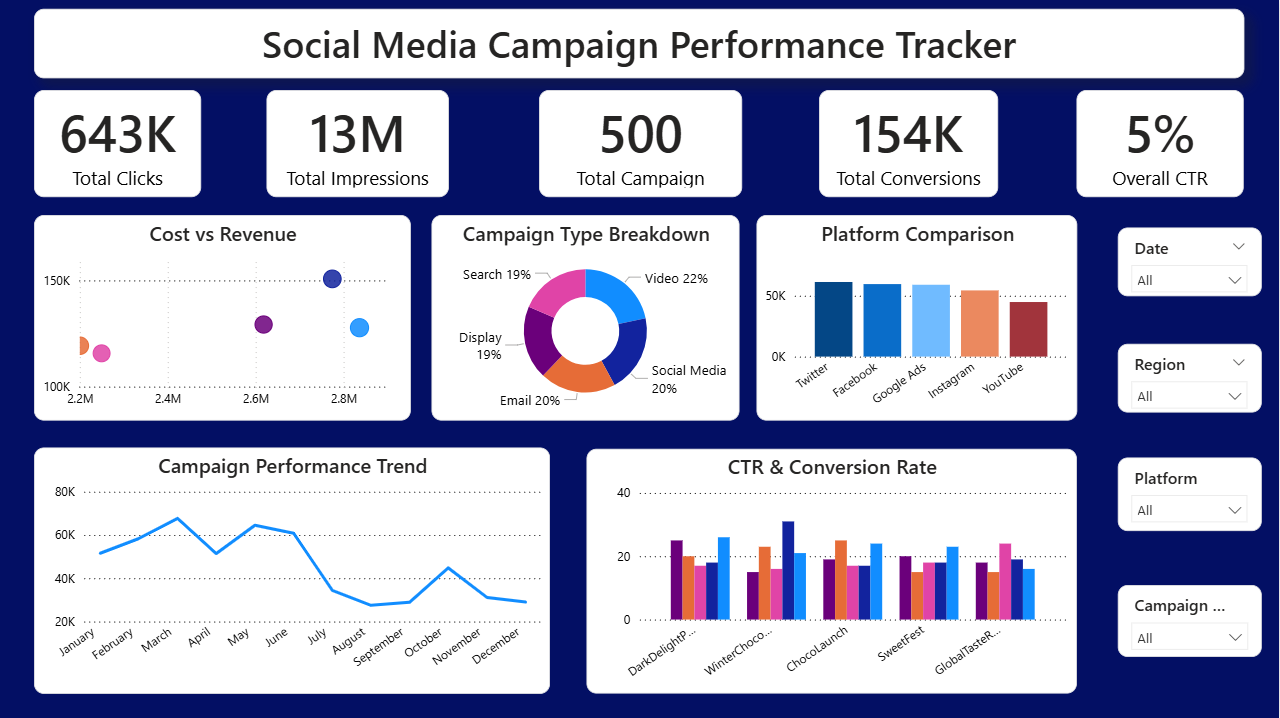 Social Media Campaign Performance Tracker
643K
Total Clicks
13M
Total Impressions
500
Total Campaign
154K
Total Conversions
5%
Overall CTR
Cost vs Revenue
150K
100K
2.2M
2.4M
2.6M
2.8M
Campaign Type Breakdown
Search 19%
Video 22%
Display
19%
Social Media
20%
Email 20%
Platform Comparison
50K
0K
Twitter
Facebook
Google Ads
Instagram
YouTube
Date
All
Region
All
Platform
All
Campaign ...
All
Campaign Performance Trend
80K
60K
40K
20K
January
February
March
April
May
June
July
August
September
October
November
December
CTR & Conversion Rate
40
20
0
DarkDelightP...
WinterChoco...
ChocoLaunch
SweetFest
GlobalTasteR...